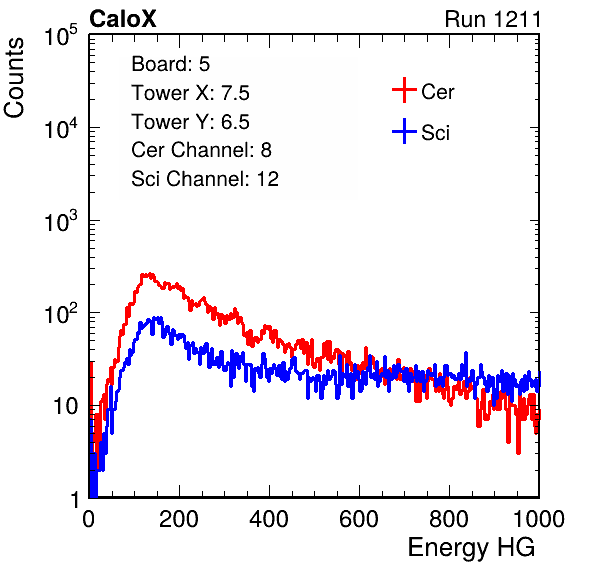 CaloX Run 1211
Counts
10^5
10^4
10^3
10^2
10
1
Board: 5
Tower X: 7.5
Tower Y: 6.5
Cer Channel: 8
Sci Channel: 12
Cer
Sci
0 200 400 600 800 1000
Energy HG